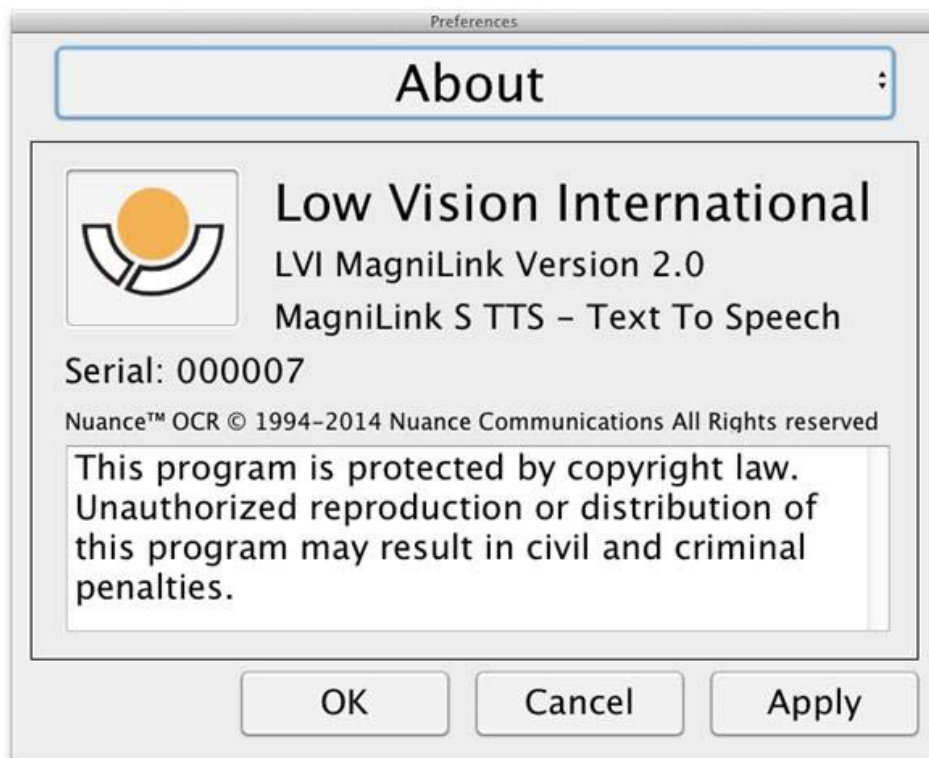 Preferences
About
Low Vision International
LVI MagniLink Version 2.0
MagniLink S TTS – Text To Speech
Serial: 000007
Nuance™ OCR © 1994–2014 Nuance Communications All Rights reserved
This program is protected by copyright law.
Unauthorized reproduction or distribution of
this program may result in civil and criminal
penalties.
OK Cancel Apply